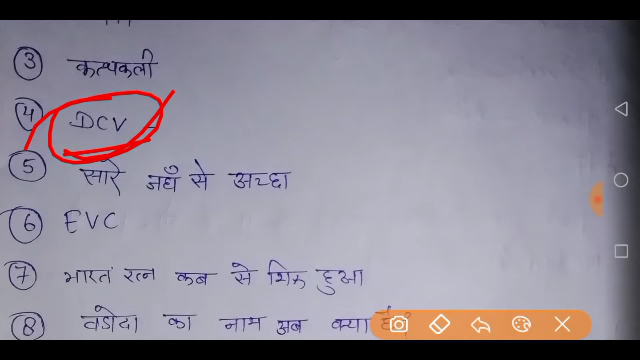 ③ कत्थकली
④ DCV -
⑤ सारे जहाँ से अच्छा
⑥ EVC
⑦ भारत रत्न कब से शिरू हुआ
⑧ वडोदा का नाम अब क्या है